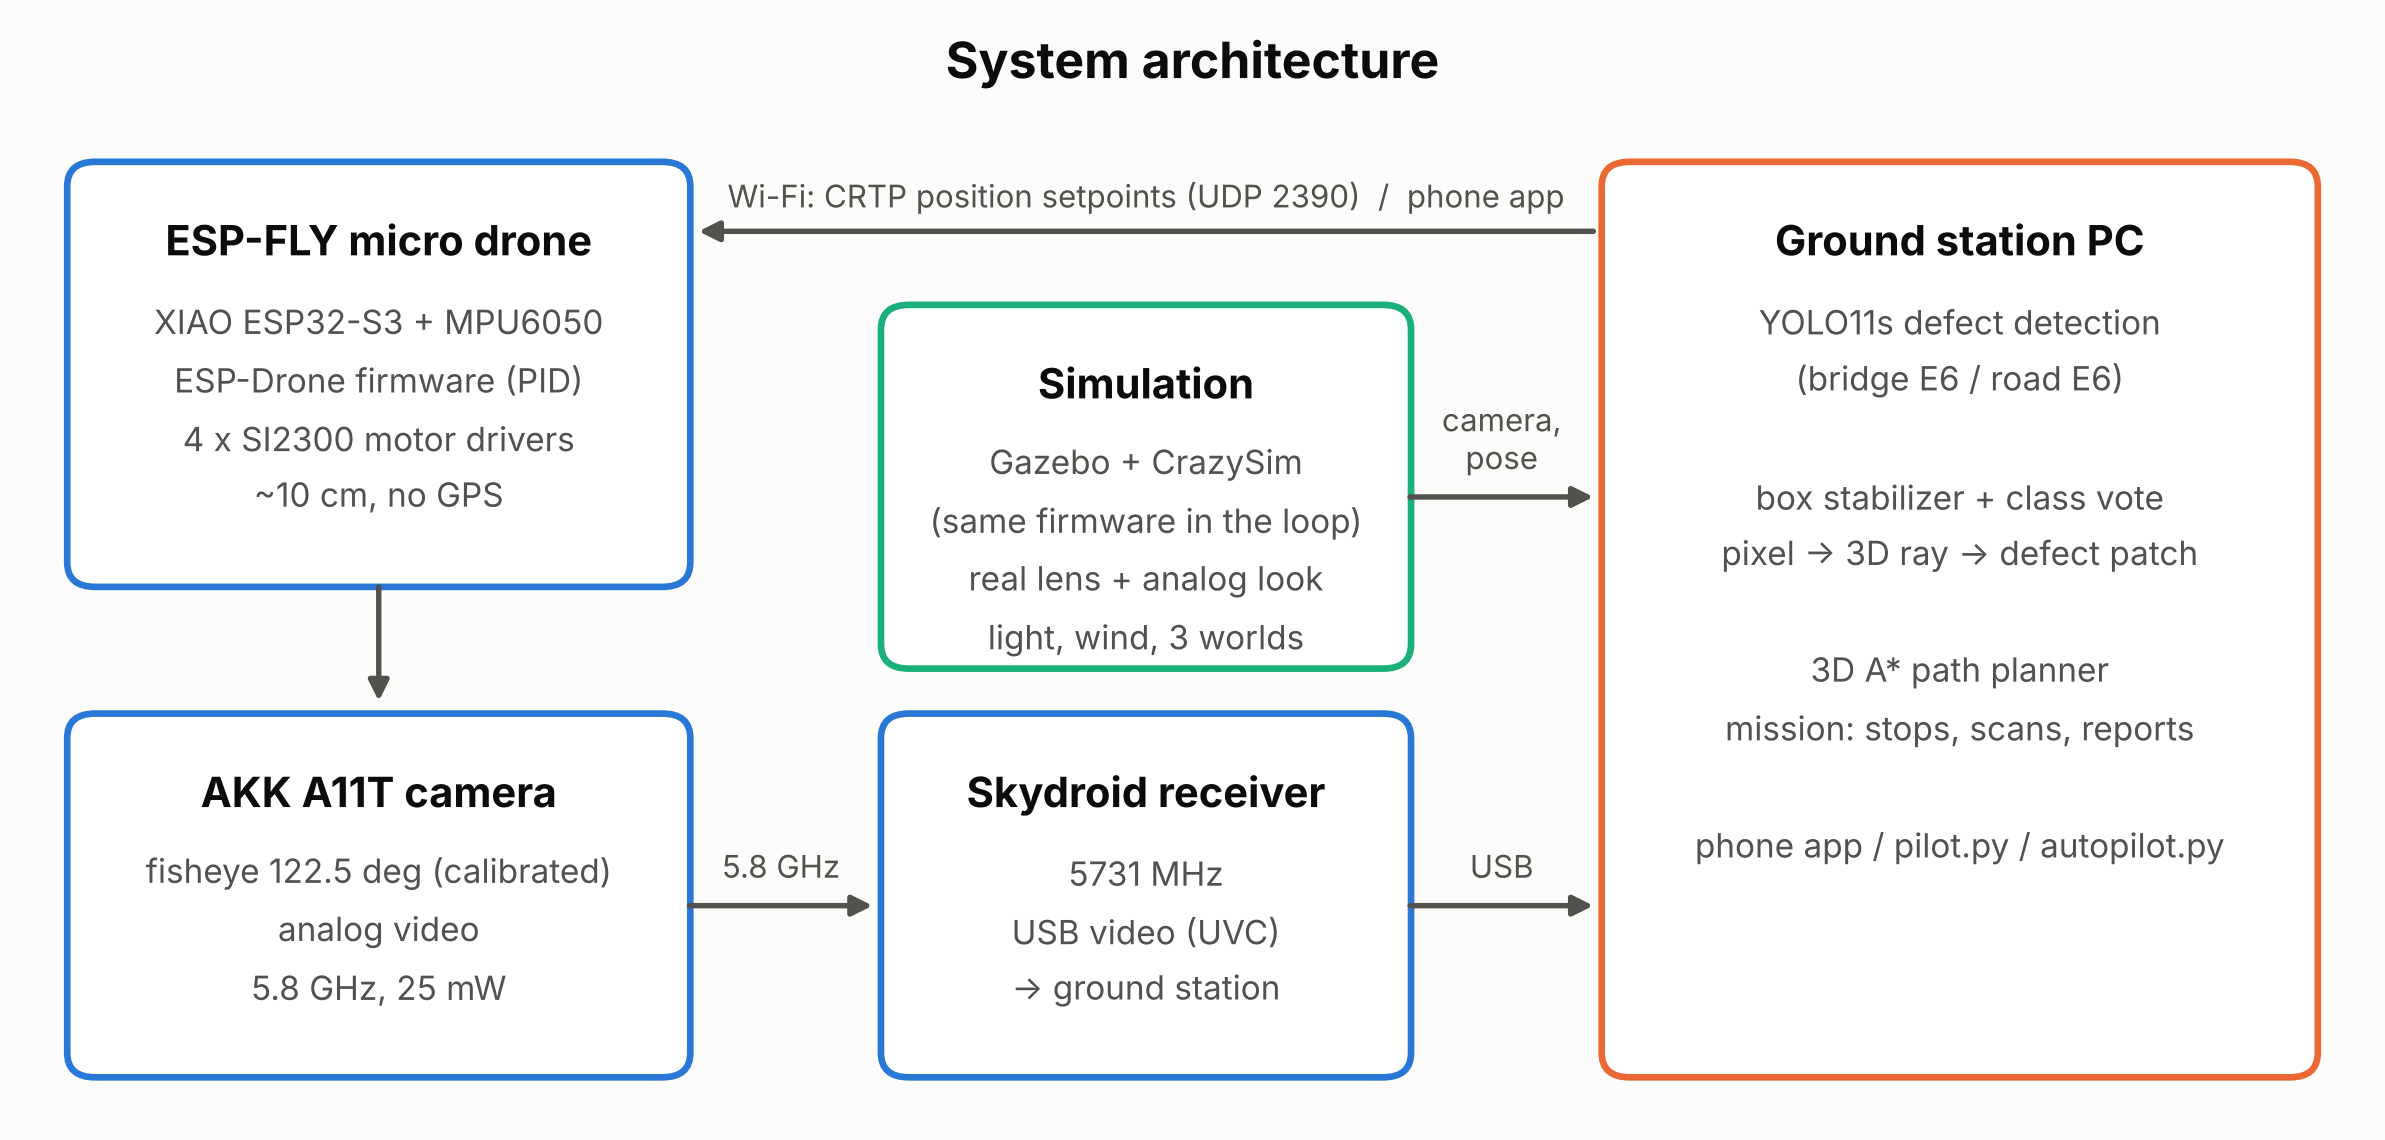 System architecture
Wi-Fi: CRTP position setpoints (UDP 2390) / phone app
ESP-FLY micro drone
XIAO ESP32-S3 + MPU6050
ESP-Drone firmware (PID)
4 x SI2300 motor drivers
~10 cm, no GPS
Simulation
Gazebo + CrazySim
(same firmware in the loop)
real lens + analog look
light, wind, 3 worlds
camera,
pose
Ground station PC
YOLO11s defect detection
(bridge E6 / road E6)
box stabilizer + class vote
pixel → 3D ray → defect patch
3D A* path planner
mission: stops, scans, reports
phone app / pilot.py / autopilot.py
AKK A11T camera
fisheye 122.5 deg (calibrated)
analog video
5.8 GHz, 25 mW
5.8 GHz
Skydroid receiver
5731 MHz
USB video (UVC)
→ ground station
USB